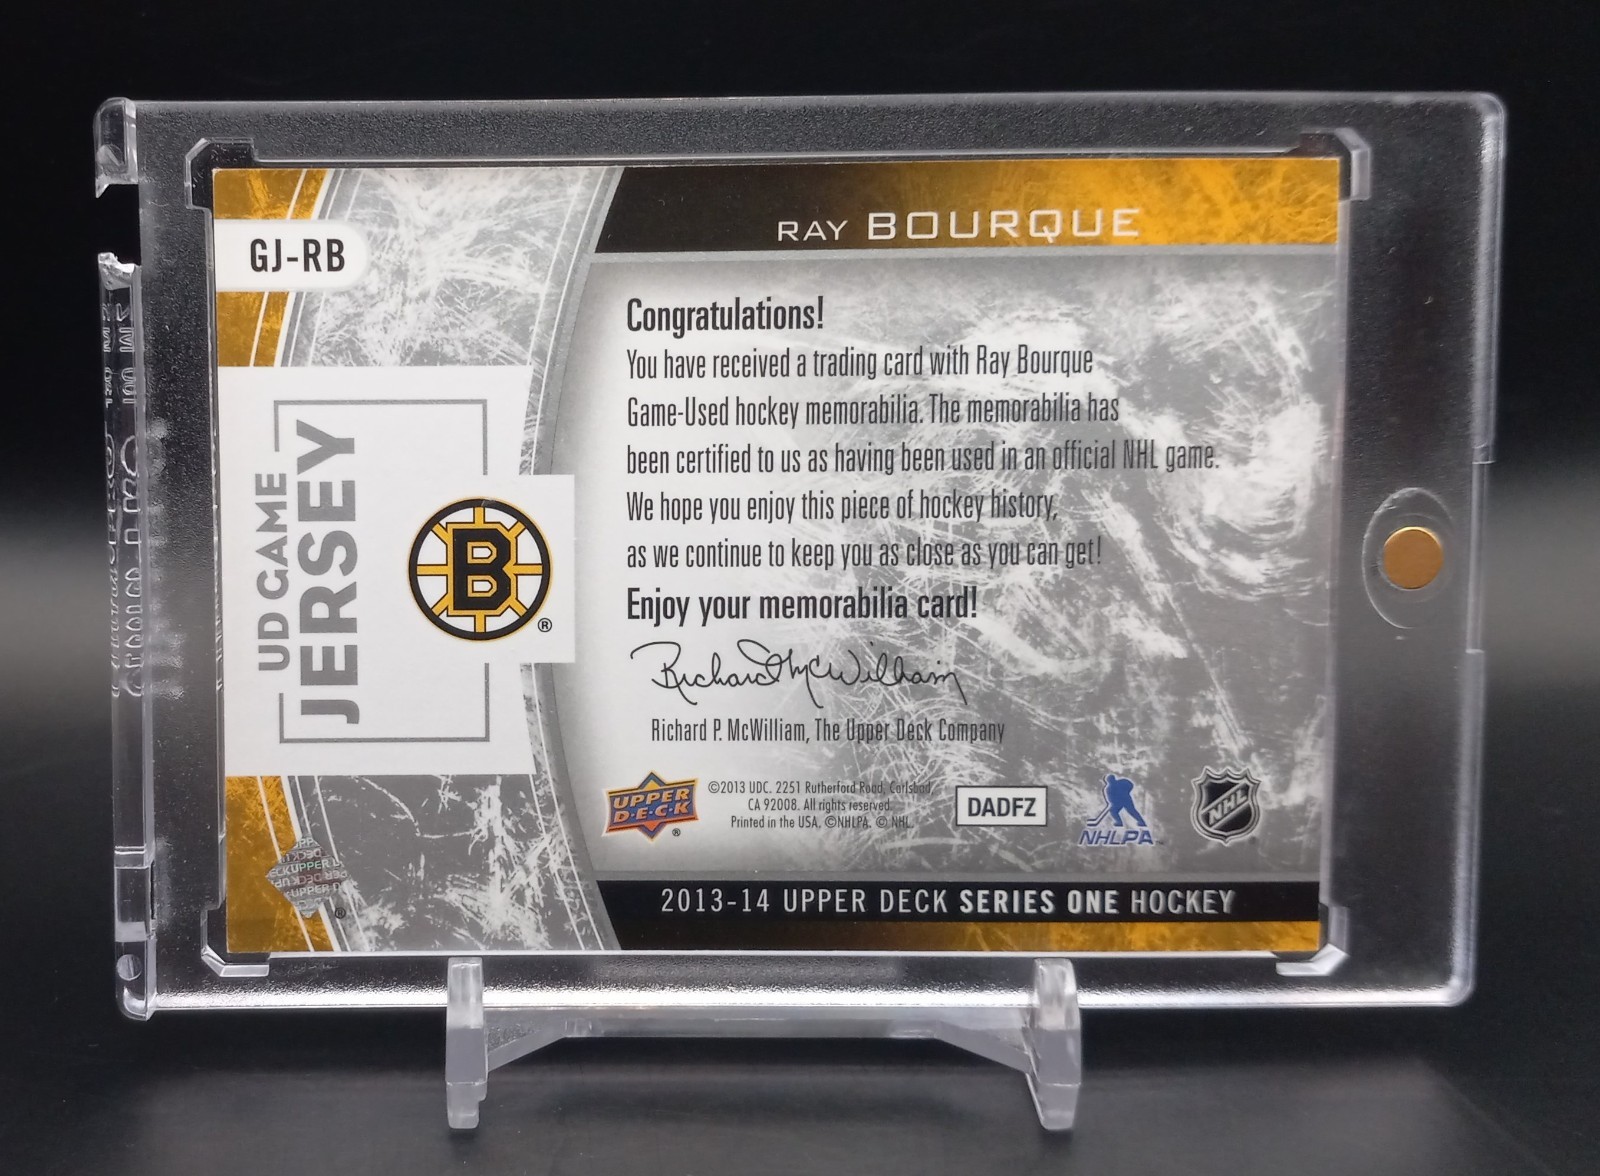 GJ-RB
RAY BOURQUE
Congratulations!
You have received a trading card with Ray Bourque
Game-Used hockey memorabilia. The memorabilia has
been certified to us as having been used in an official NHL game.
We hope you enjoy this piece of hockey history,
as we continue to keep you as close as you can get!
Enjoy your memorabilia card!
Richard McWilliam
Richard P. McWilliam, The Upper Deck Company
UD GAME
JERSEY
B
®
UPPER
D·E·C·K
®
©2013 UDC. 2251 Rutherford Road, Carlsbad,
CA 92008. All rights reserved.
Printed in the USA. ©NHLPA. © NHL.
DADFZ
NHLPA
NHL
2013-14 UPPER DECK SERIES ONE HOCKEY